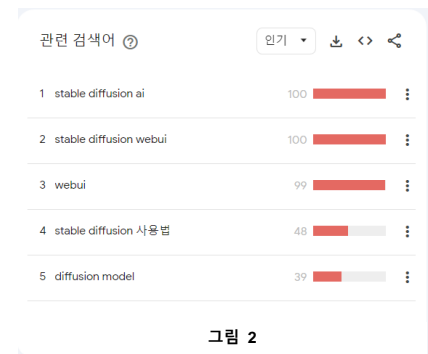 관련 검색어
인기
1 stable diffusion ai 100
2 stable diffusion webui 100
3 webui 99
4 stable diffusion 사용법 48
5 diffusion model 39
그림 2